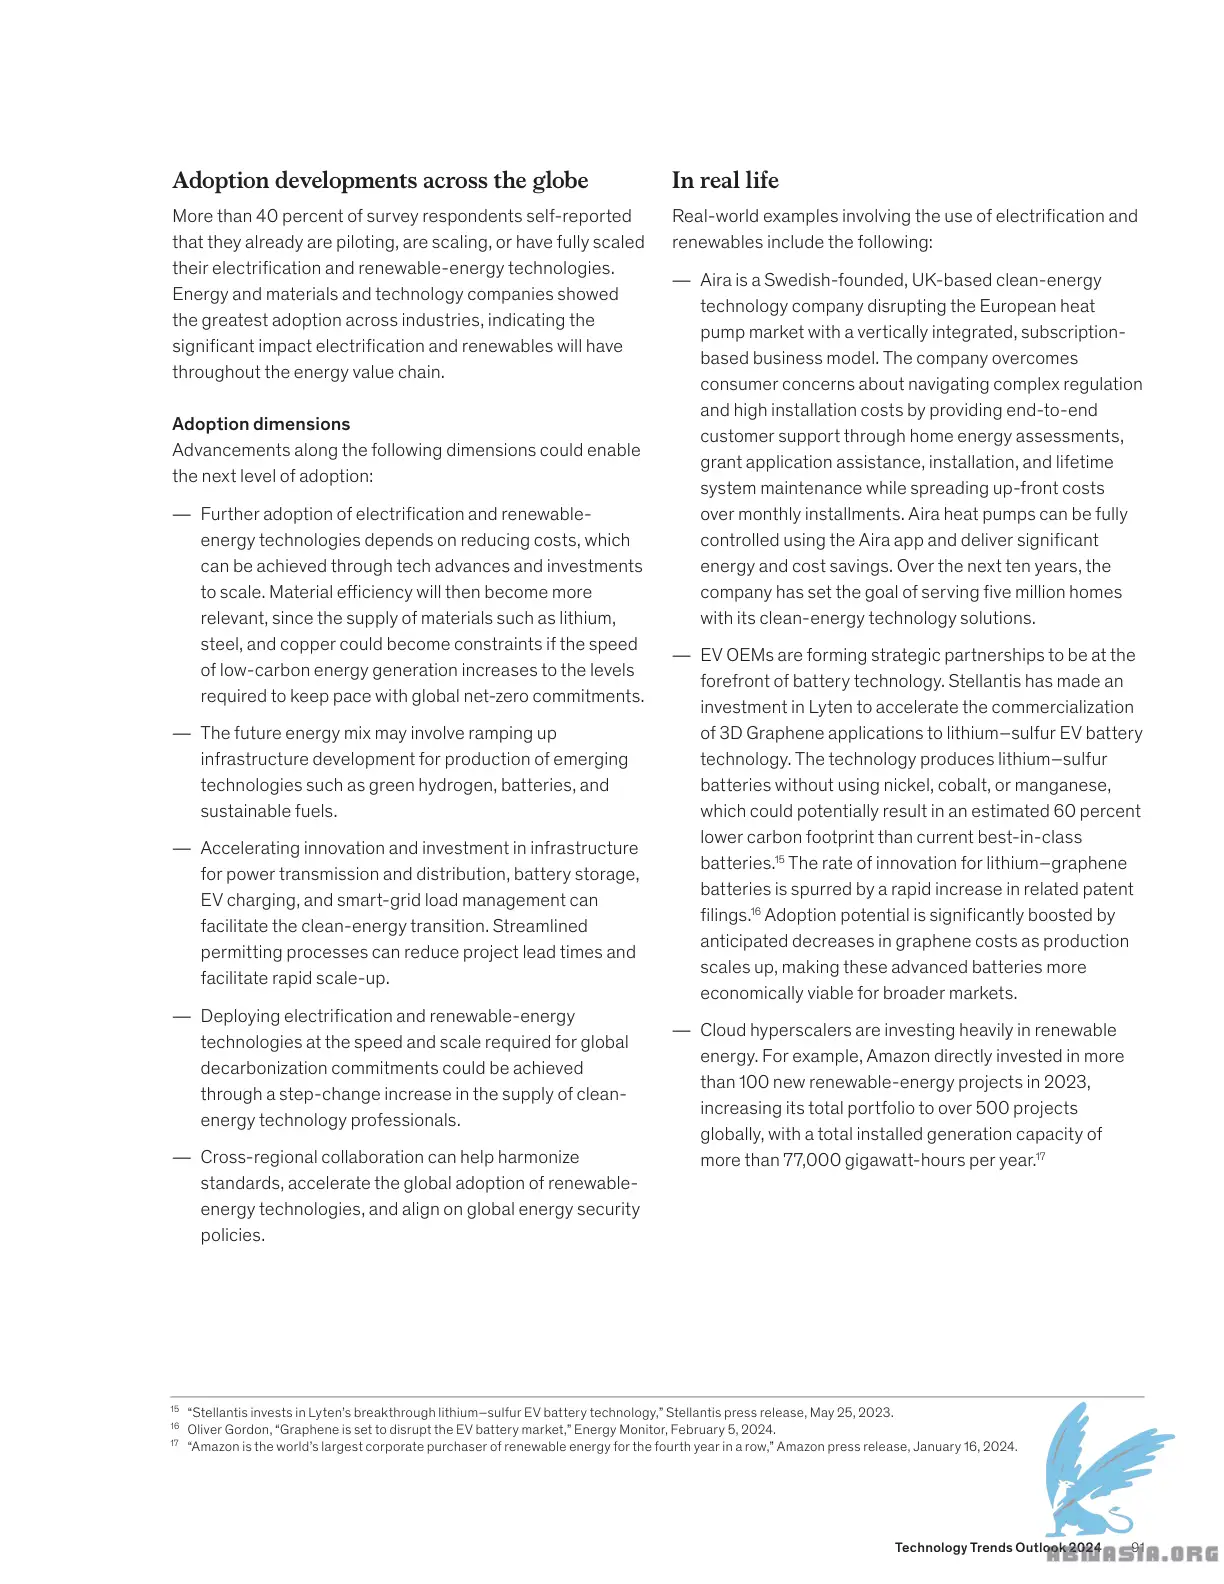 Adoption developments across the globe
More than 40 percent of survey respondents self-reported
that they already are piloting, are scaling, or have fully scaled
their electrification and renewable-energy technologies.
Energy and materials and technology companies showed
the greatest adoption across industries, indicating the
significant impact electrification and renewables will have
throughout the energy value chain.
Adoption dimensions
Advancements along the following dimensions could enable
the next level of adoption:
— Further adoption of electrification and renewable-
energy technologies depends on reducing costs, which
can be achieved through tech advances and investments
to scale. Material efficiency will then become more
relevant, since the supply of materials such as lithium,
steel, and copper could become constraints if the speed
of low-carbon energy generation increases to the levels
required to keep pace with global net-zero commitments.
— The future energy mix may involve ramping up
infrastructure development for production of emerging
technologies such as green hydrogen, batteries, and
sustainable fuels.
— Accelerating innovation and investment in infrastructure
for power transmission and distribution, battery storage,
EV charging, and smart-grid load management can
facilitate the clean-energy transition. Streamlined
permitting processes can reduce project lead times and
facilitate rapid scale-up.
— Deploying electrification and renewable-energy
technologies at the speed and scale required for global
decarbonization commitments could be achieved
through a step-change increase in the supply of clean-
energy technology professionals.
— Cross-regional collaboration can help harmonize
standards, accelerate the global adoption of renewable-
energy technologies, and align on global energy security
policies.
In real life
Real-world examples involving the use of electrification and
renewables include the following:
— Aira is a Swedish-founded, UK-based clean-energy
technology company disrupting the European heat
pump market with a vertically integrated, subscription-
based business model. The company overcomes
consumer concerns about navigating complex regulation
and high installation costs by providing end-to-end
customer support through home energy assessments,
grant application assistance, installation, and lifetime
system maintenance while spreading up-front costs
over monthly installments. Aira heat pumps can be fully
controlled using the Aira app and deliver significant
energy and cost savings. Over the next ten years, the
company has set the goal of serving five million homes
with its clean-energy technology solutions.
— EV OEMs are forming strategic partnerships to be at the
forefront of battery technology. Stellantis has made an
investment in Lyten to accelerate the commercialization
of 3D Graphene applications to lithium–sulfur EV battery
technology. The technology produces lithium–sulfur
batteries without using nickel, cobalt, or manganese,
which could potentially result in an estimated 60 percent
lower carbon footprint than current best-in-class
batteries.15 The rate of innovation for lithium–graphene
batteries is spurred by a rapid increase in related patent
filings.16 Adoption potential is significantly boosted by
anticipated decreases in graphene costs as production
scales up, making these advanced batteries more
economically viable for broader markets.
— Cloud hyperscalers are investing heavily in renewable
energy. For example, Amazon directly invested in more
than 100 new renewable-energy projects in 2023,
increasing its total portfolio to over 500 projects
globally, with a total installed generation capacity of
more than 77,000 gigawatt-hours per year.17
15 “Stellantis invests in Lyten’s breakthrough lithium–sulfur EV battery technology,” Stellantis press release, May 25, 2023.
16 Oliver Gordon, “Graphene is set to disrupt the EV battery market,” Energy Monitor, February 5, 2024.
17 “Amazon is the world’s largest corporate purchaser of renewable energy for the fourth year in a row,” Amazon press release, January 16, 2024.
Technology Trends Outlook 2024 91
ABWASIA.ORG